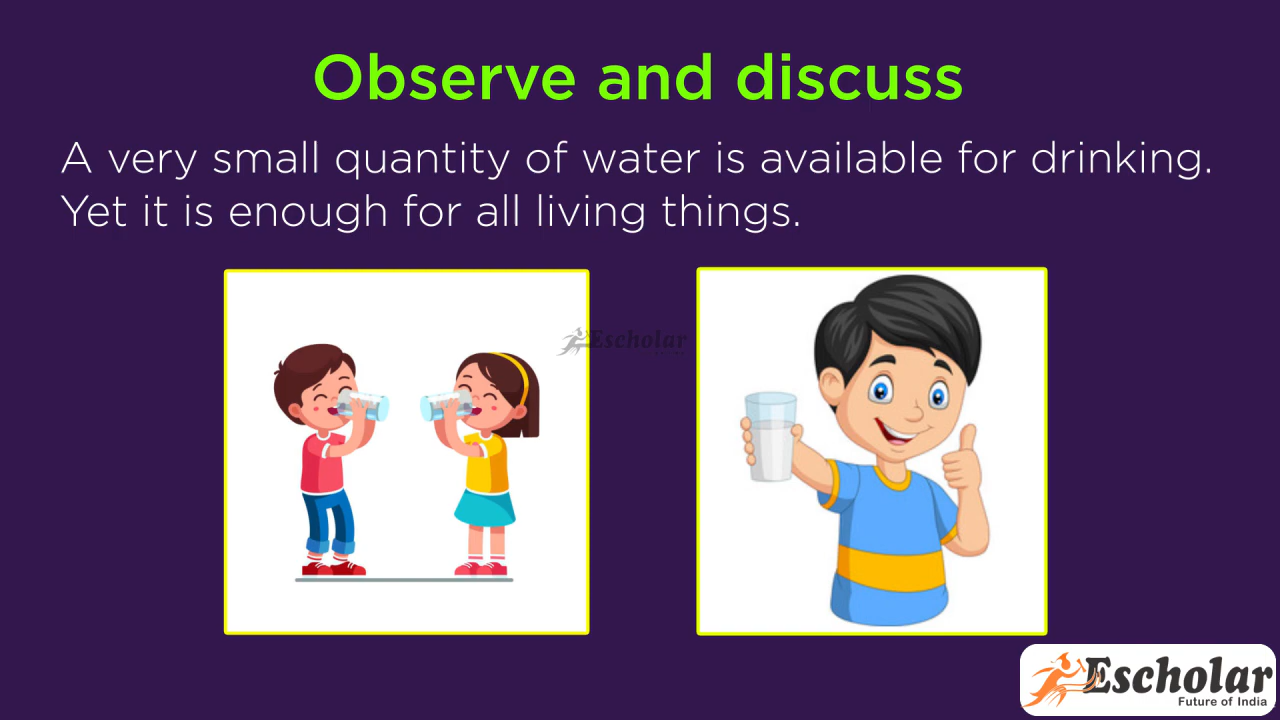 Observe and discuss
A very small quantity of water is available for drinking.
Yet it is enough for all living things.
Escholar
Escholar
Future of India